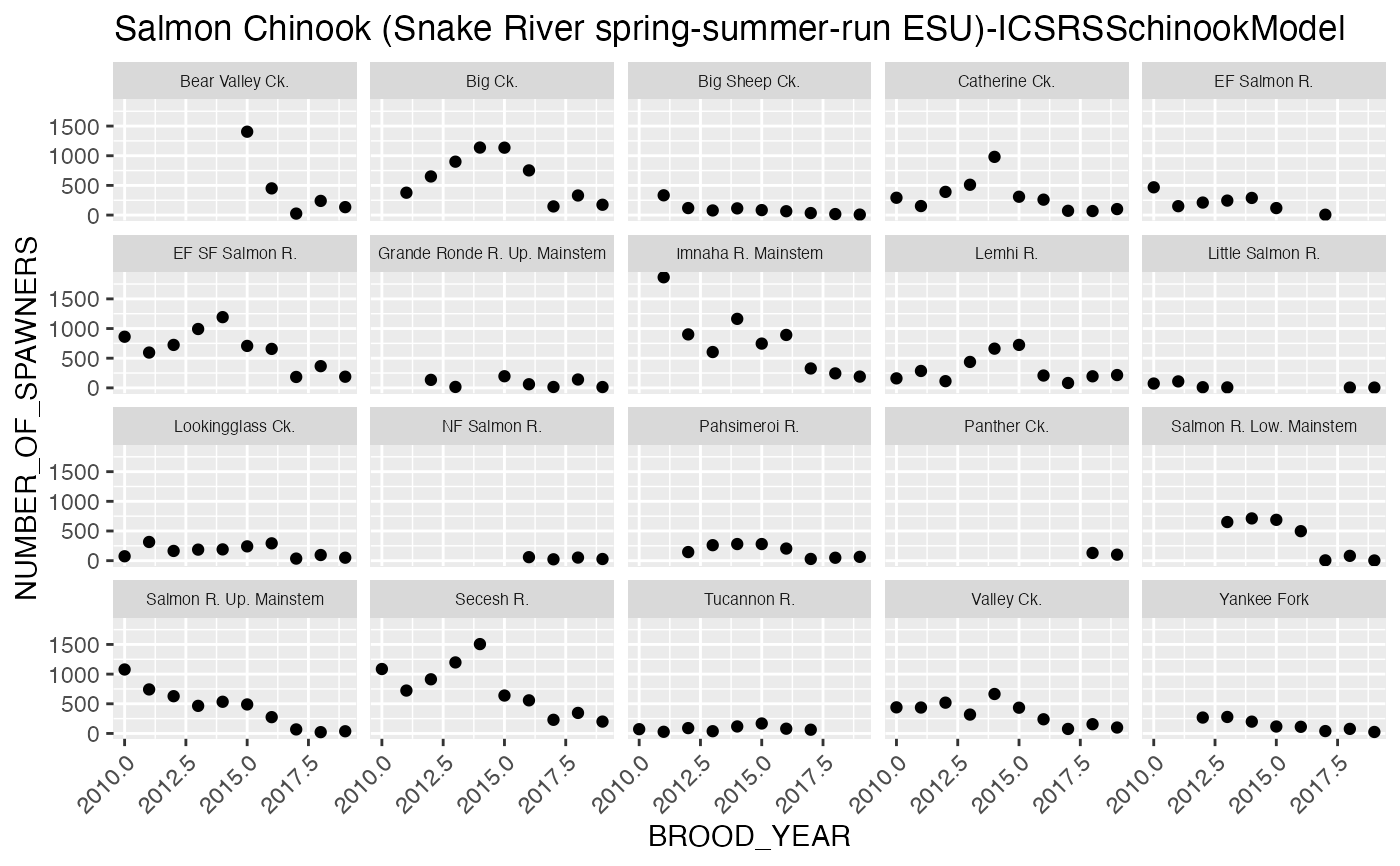 Salmon Chinook (Snake River spring-summer-run ESU)-ICSRSSchinookModel
Bear Valley Ck.
Big Ck.
Big Sheep Ck.
Catherine Ck.
EF Salmon R.
1500
1000
500
0
EF SF Salmon R.
Grande Ronde R. Up. Mainstem
Imnaha R. Mainstem
Lemhi R.
Little Salmon R.
1500
1000
500
0
Lookingglass Ck.
NF Salmon R.
Pahsimeroi R.
Panther Ck.
Salmon R. Low. Mainstem
1500
1000
500
0
Salmon R. Up. Mainstem
Secesh R.
Tucannon R.
Valley Ck.
Yankee Fork
1500
1000
500
0
2010.0
2012.5
2015.0
2017.5
2010.0
2012.5
2015.0
2017.5
2010.0
2012.5
2015.0
2017.5
2010.0
2012.5
2015.0
2017.5
2010.0
2012.5
2015.0
2017.5
BROOD_YEAR
NUMBER_OF_SPAWNERS